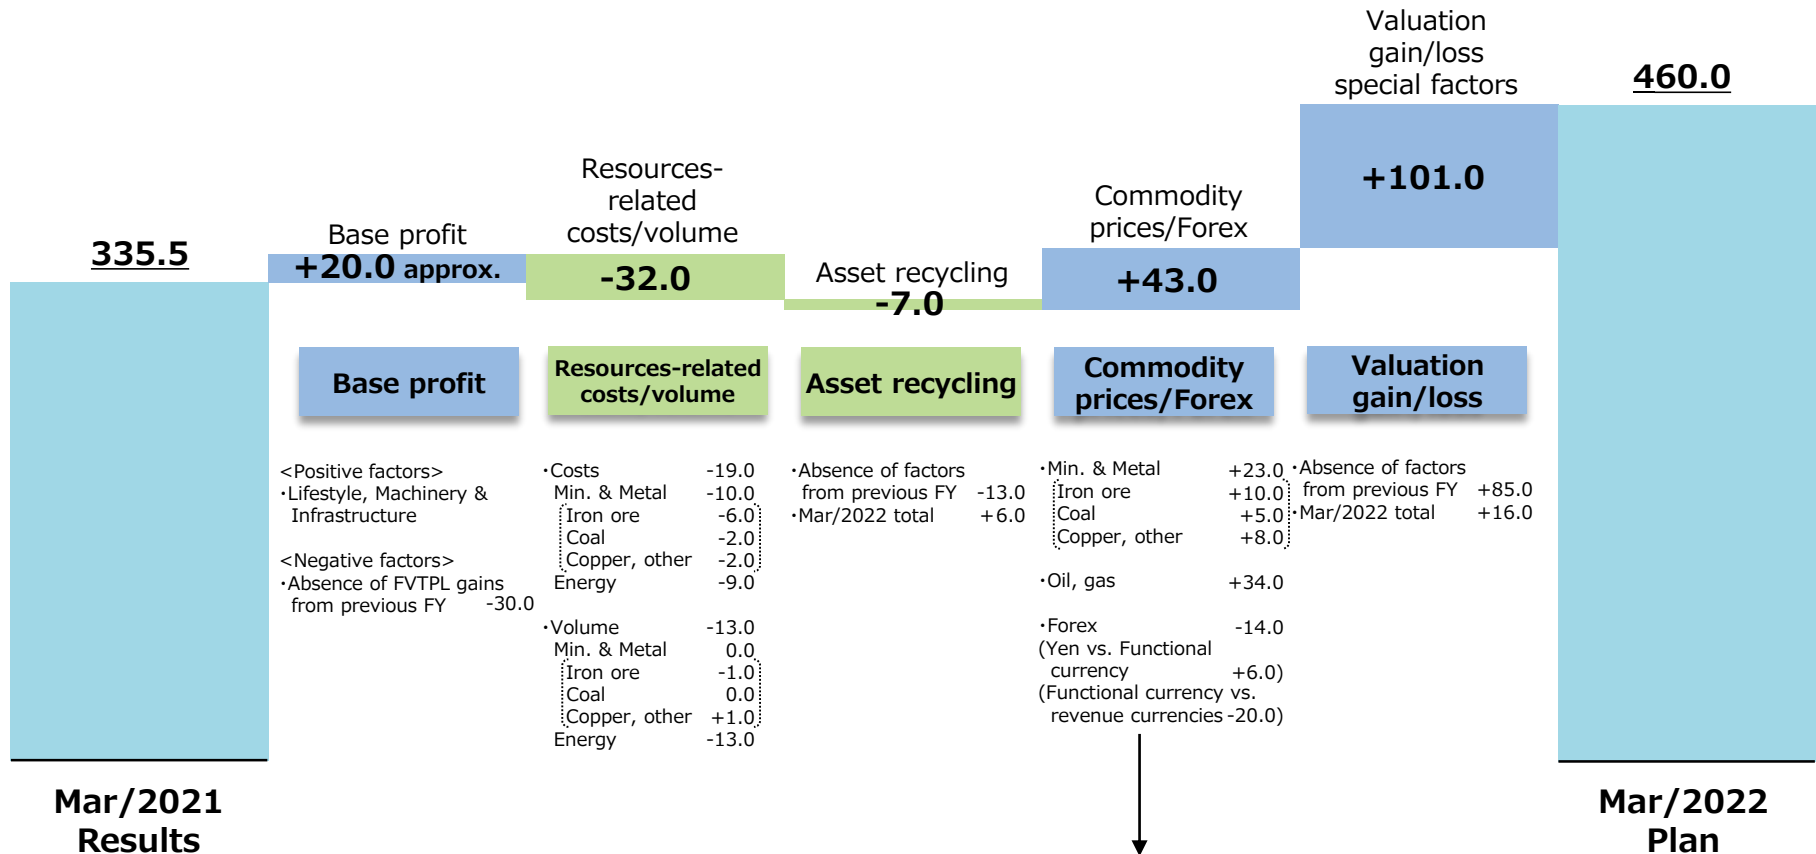 335.5
Base profit
+20.0 approx.
Resources-
related
costs/volume
-32.0
Asset recycling
-7.0
Commodity
prices/Forex
+43.0
Valuation
gain/loss
special factors
+101.0
460.0
Base profit
Resources-related
costs/volume
Asset recycling
Commodity
prices/Forex
Valuation
gain/loss
<Positive factors>
・Lifestyle, Machinery &
Infrastructure
<Negative factors>
・Absence of FVTPL gains
from previous FY -30.0
・Costs -19.0
Min. & Metal -10.0
Iron ore -6.0
Coal -2.0
Copper, other -2.0
Energy -9.0
・Volume -13.0
Min. & Metal 0.0
Iron ore -1.0
Coal 0.0
Copper, other +1.0
Energy -13.0
・Absence of factors
from previous FY -13.0
・Mar/2022 total +6.0
・Min. & Metal +23.0
Iron ore +10.0
Coal +5.0
Copper, other +8.0
・Oil, gas +34.0
・Forex -14.0
(Yen vs. Functional
currency +6.0)
(Functional currency vs.
revenue currencies -20.0)
・Absence of factors
from previous FY +85.0
・Mar/2022 total +16.0
Mar/2021
Results
Mar/2022
Plan